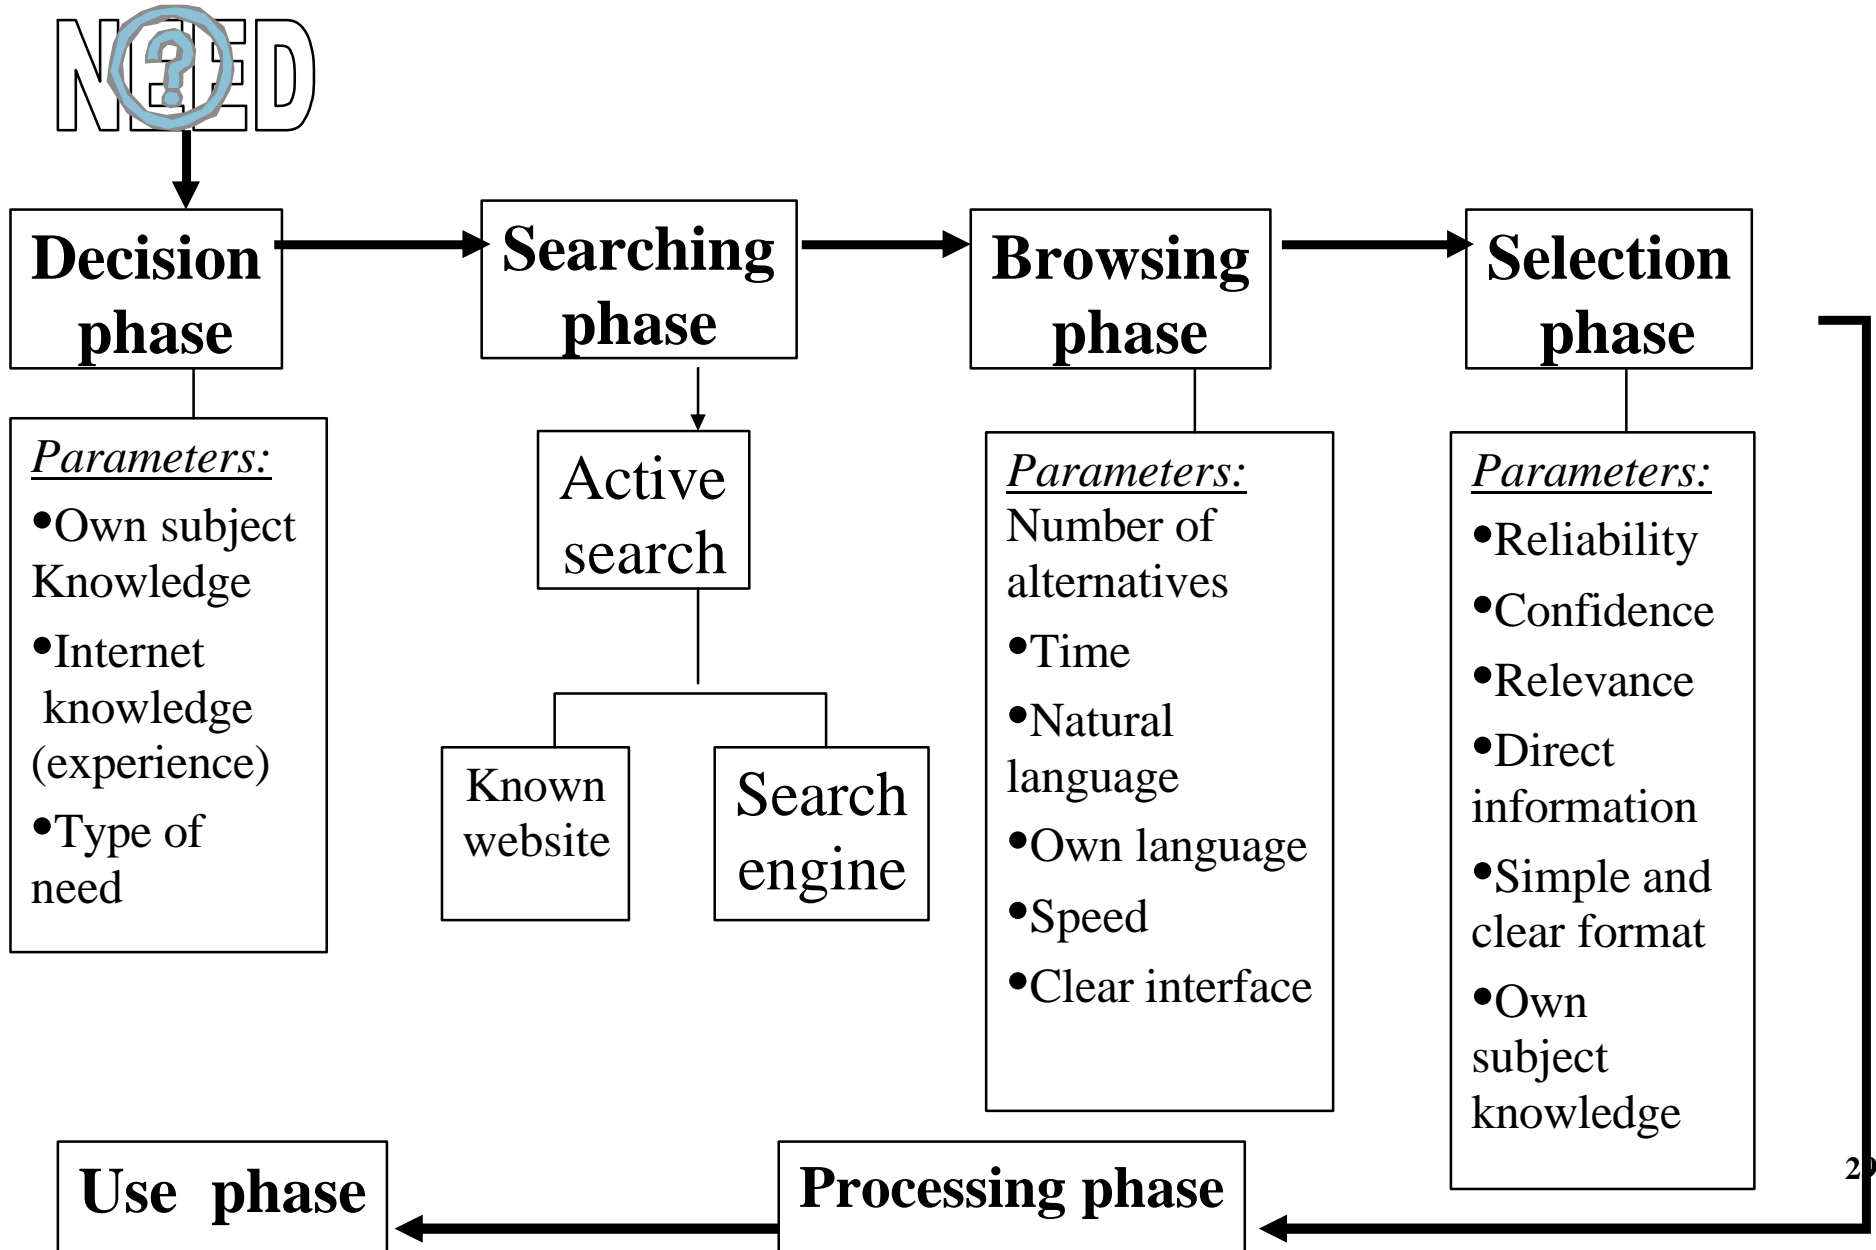 NEED
?
Decision
phase
Searching
phase
Browsing
phase
Selection
phase
Parameters:
•Own subject
Knowledge
•Internet
knowledge
(experience)
•Type of
need
Active
search
Known
website
Search
engine
Parameters:
Number of
alternatives
•Time
•Natural
language
•Own language
•Speed
•Clear interface
Parameters:
•Reliability
•Confidence
•Relevance
•Direct
information
•Simple and
clear format
•Own
subject
knowledge
Use phase
Processing phase
29